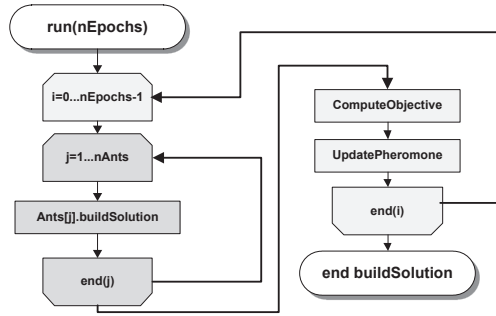 run(nEpochs)
i=0...nEpochs-1
j=1...nAnts
Ants[j].buildSolution
end(j)
ComputeObjective
UpdatePheromone
end(i)
end buildSolution